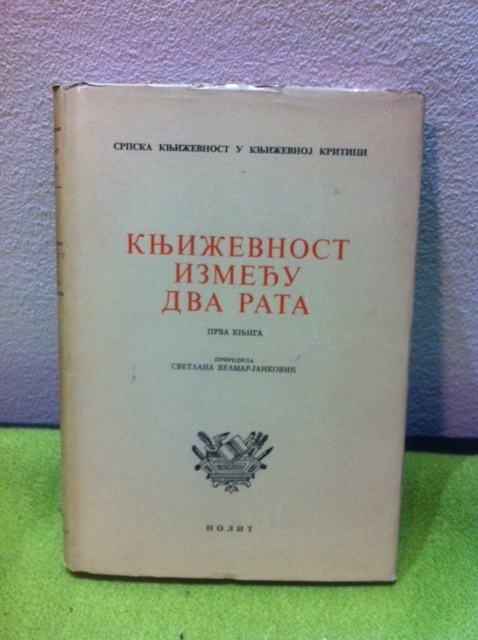 СРПСКА КЊИЖЕВНОСТ У КЊИЖЕВНОЈ КРИТИЦИ
КЊИЖЕВНОСТ
ИЗМЕЂУ
ДВА РАТА
ПРВА КЊИГА
ПРИРЕДИЛА
СВЕТЛАНА ВЕЛМАР-ЈАНКОВИЋ
НОЛИТ